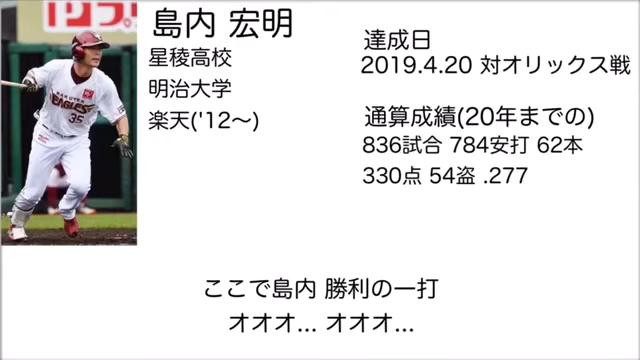 島内 宏明
星稜高校
明治大学
楽天('12〜)
達成日
2019.4.20 対オリックス戦
通算成績(20年までの)
836試合 784安打 62本
330点 54盗 .277
EAGLES
35
ここで島内 勝利の一打
オオオ... オオオ...